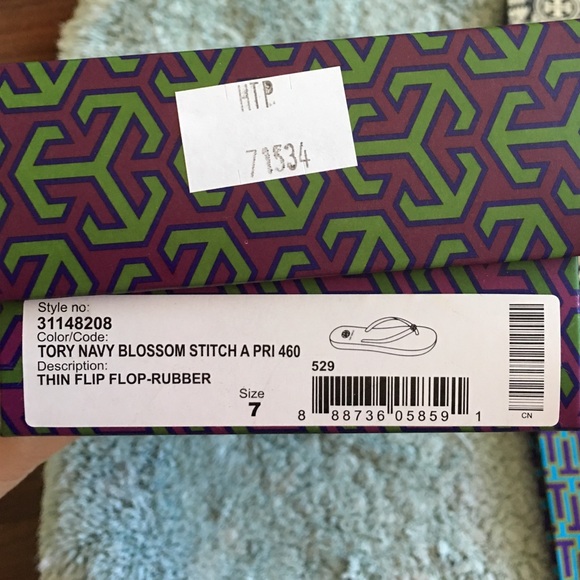 HTP
71534
Style no:
31148208
Color/Code:
TORY NAVY BLOSSOM STITCH A PRI 460
Description:
THIN FLIP FLOP-RUBBER
Size
7
529
8 88736 05859 1
CN